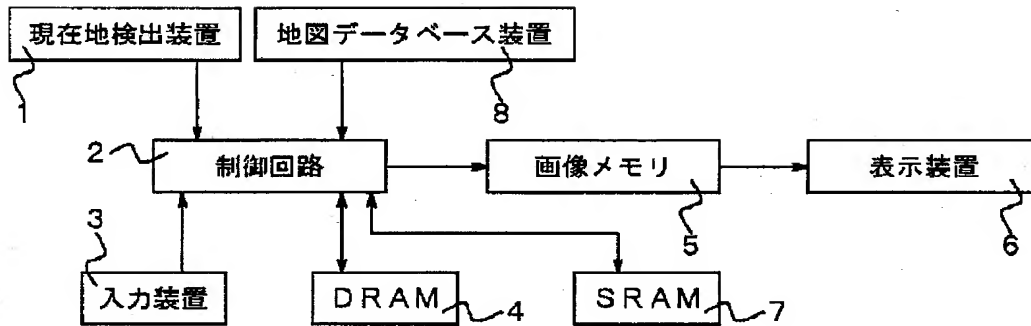 現在地検出装置
地図データベース装置
1
8
2
制御回路
画像メモリ
表示装置
3
5
6
入力装置
DRAM
4
SRAM
7